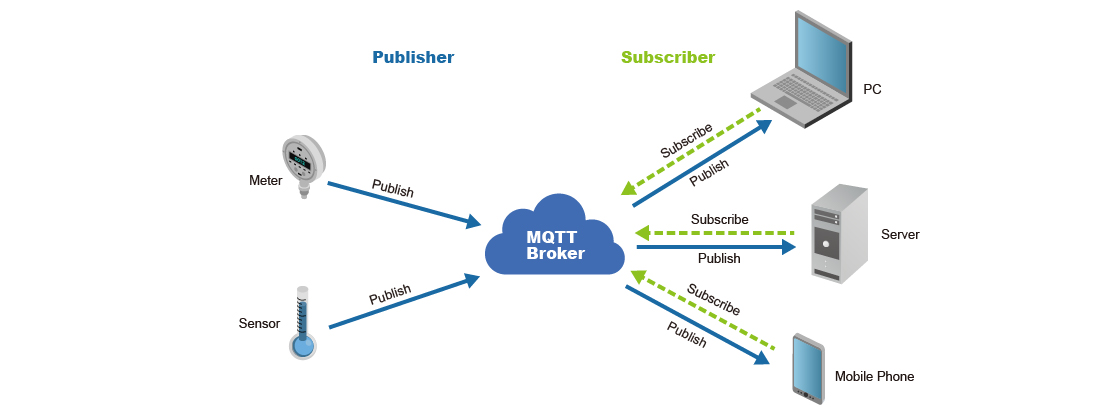 Publisher
Subscriber
PC
Subscribe
Publish
Meter
Publish
MQTT
Broker
Subscribe
Publish
Server
Sensor
Publish
Subscribe
Publish
Mobile Phone